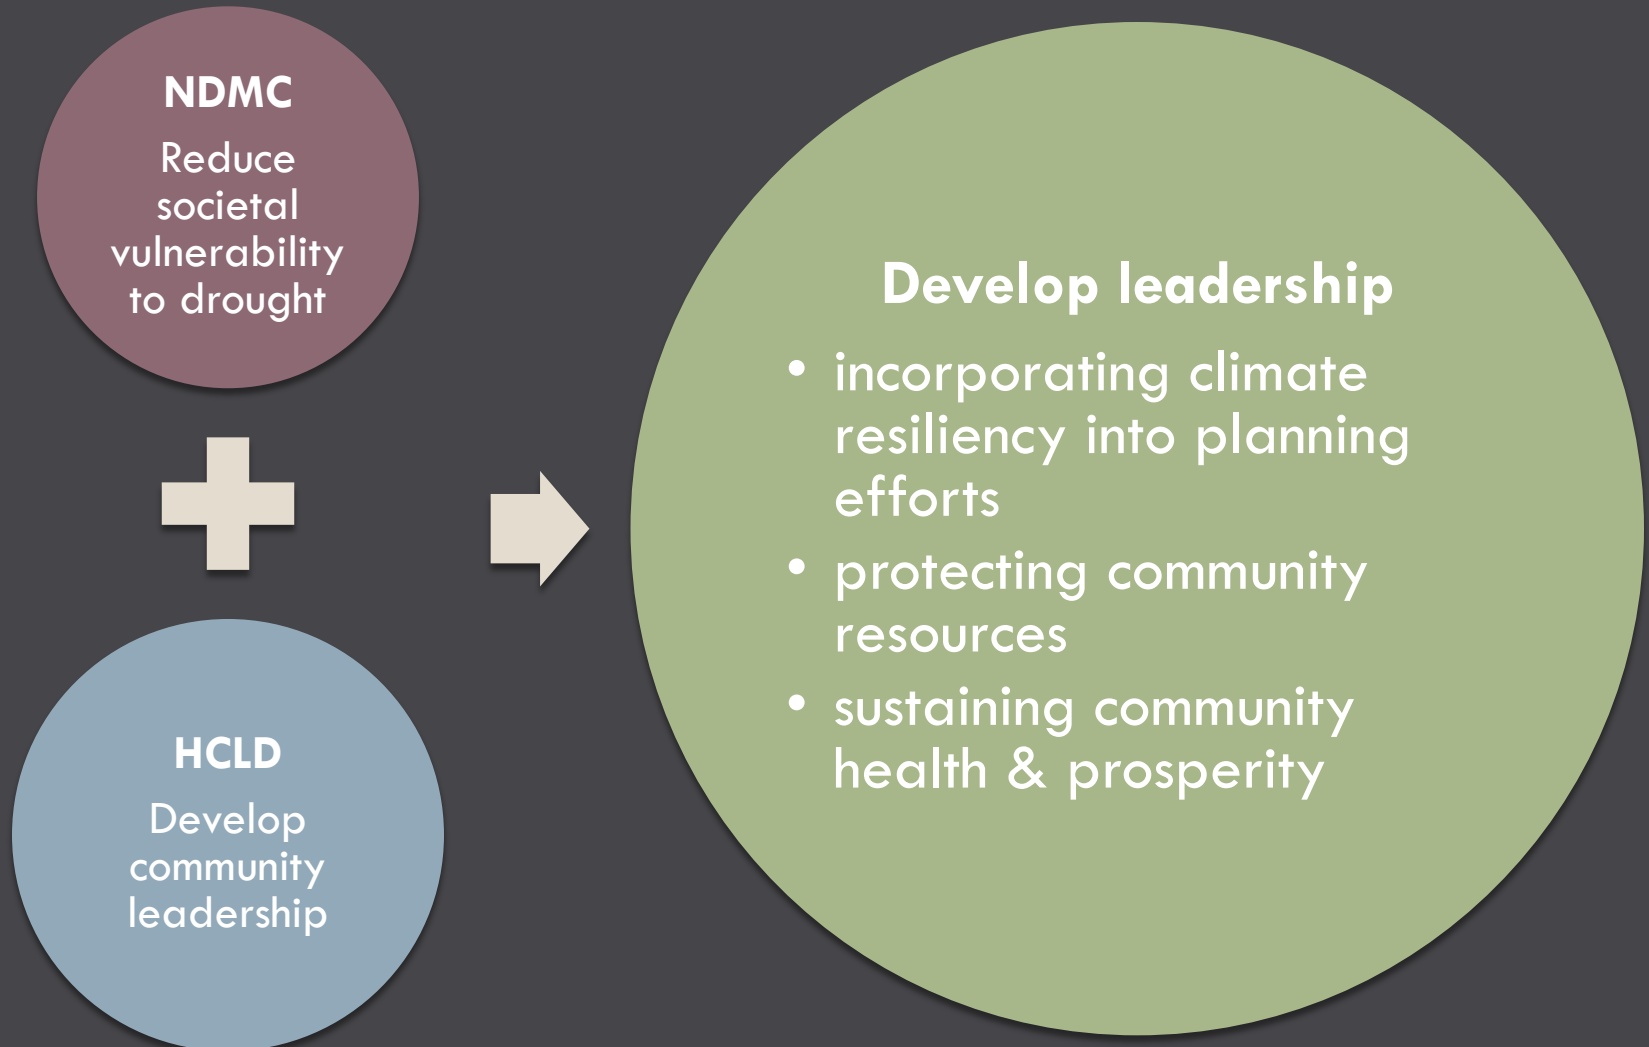 NDMC
Reduce
societal
vulnerability
to drought
HCLD
Develop
community
leadership
Develop leadership
• incorporating climate
resiliency into planning
efforts
• protecting community
resources
• sustaining community
health & prosperity